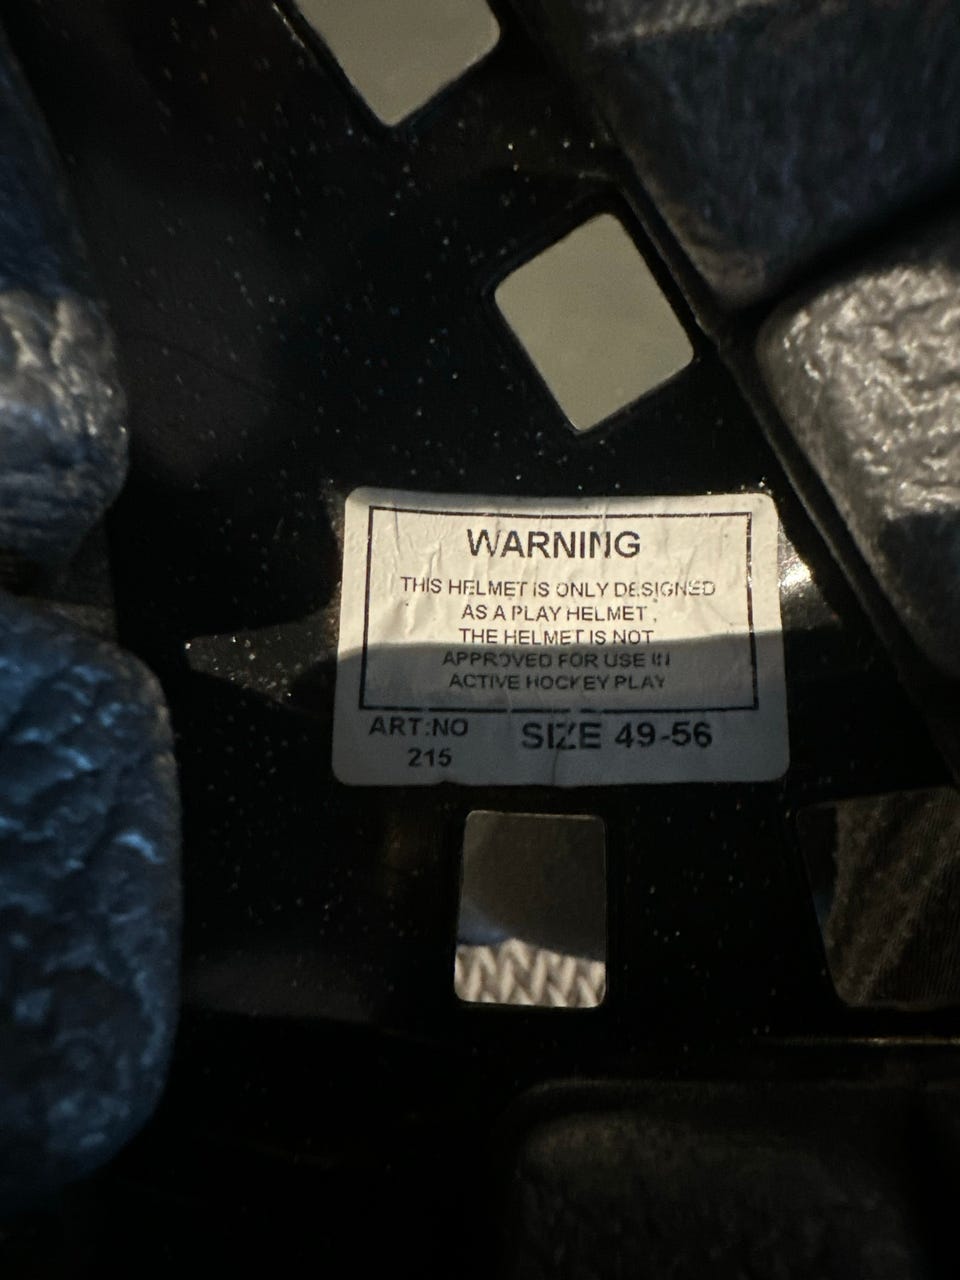 WARNING
THIS HELMET IS ONLY DESIGNED
AS A PLAY HELMET.
THE HELMET IS NOT
APPROVED FOR USE IN
ACTIVE HOCKEY PLAY
ART:NO SIZE 49-56
215